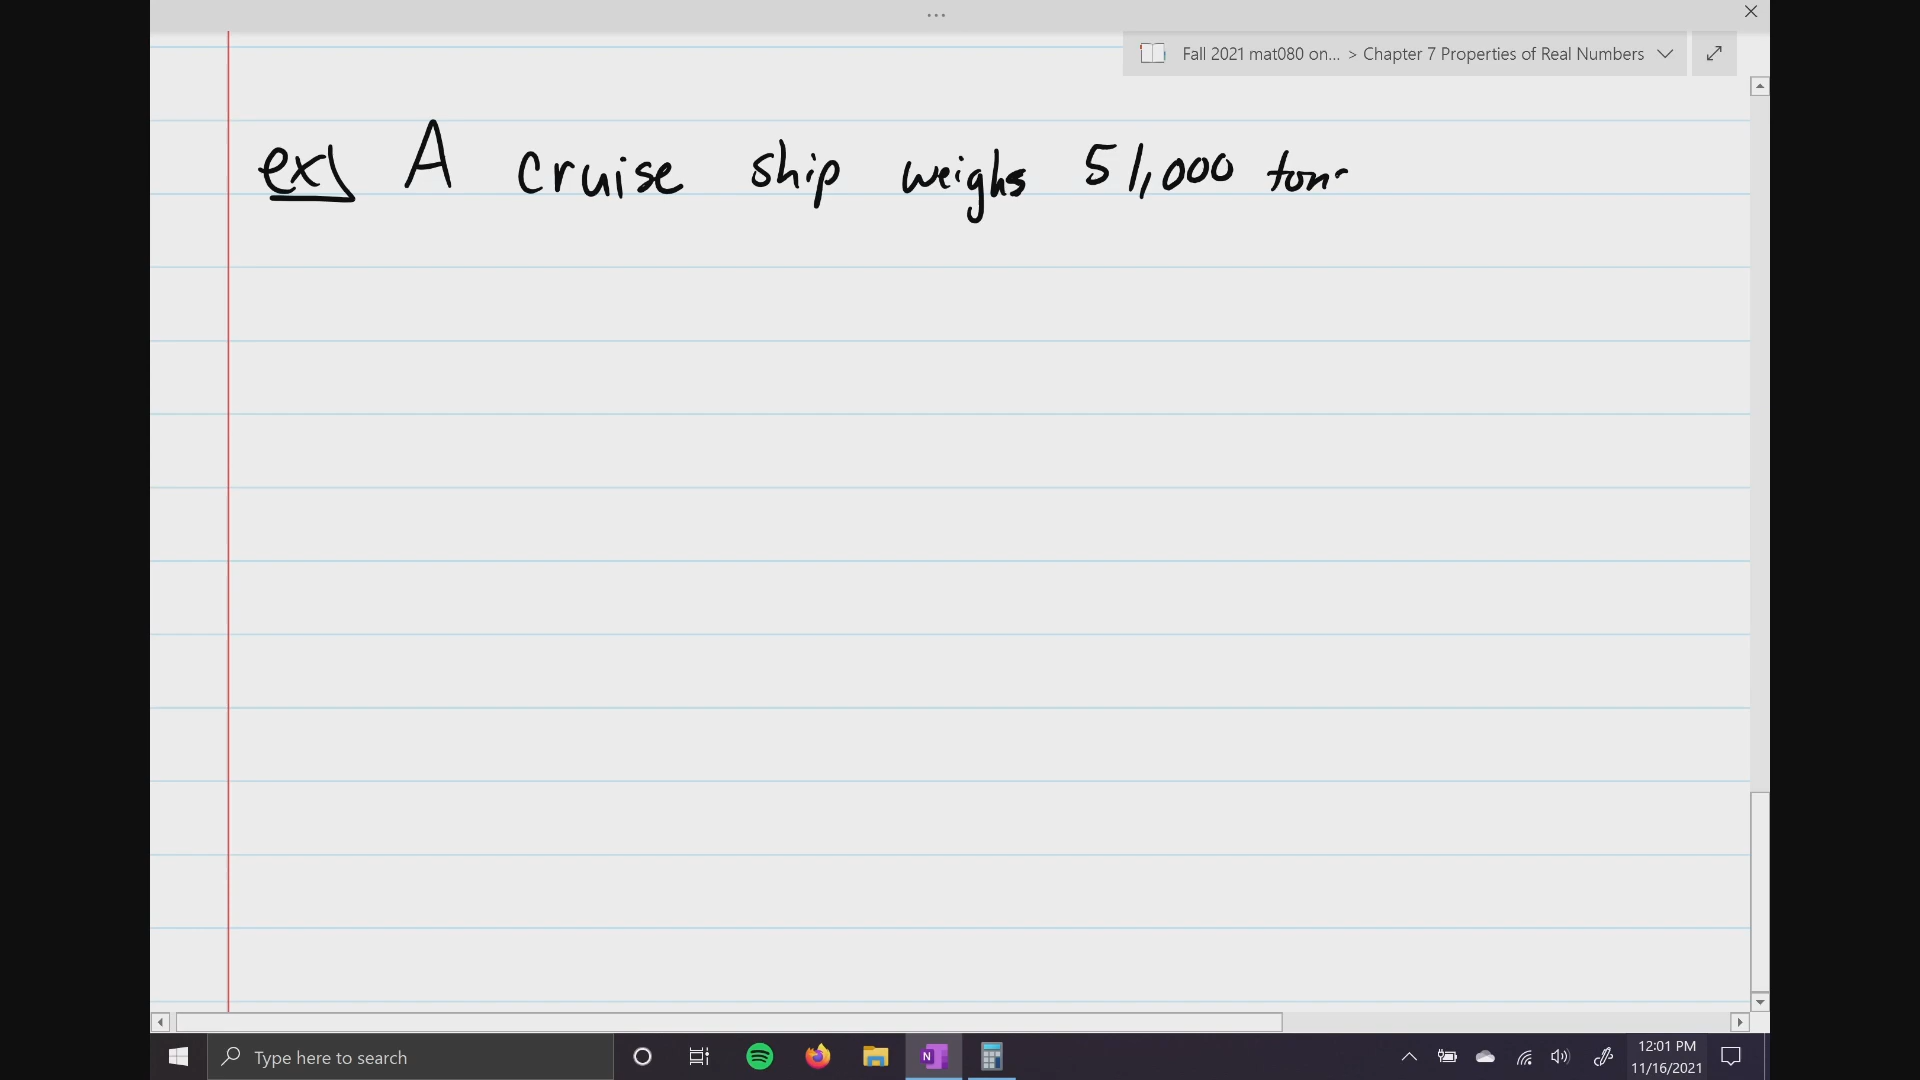 Fall 2021 mat080 on... > Chapter 7 Properties of Real Numbers
ex) A cruise ship weighs 51,000 tons
Type here to search
12:01 PM
11/16/2021